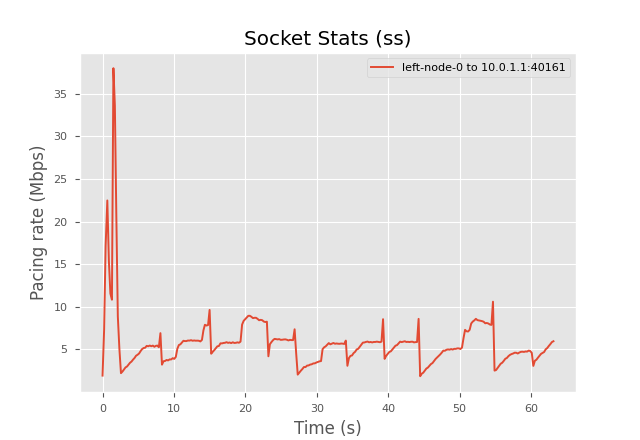 Socket Stats (ss)
left-node-0 to 10.0.1.1:40161
Pacing rate (Mbps)
35
30
25
20
15
10
5
0 10 20 30 40 50 60
Time (s)